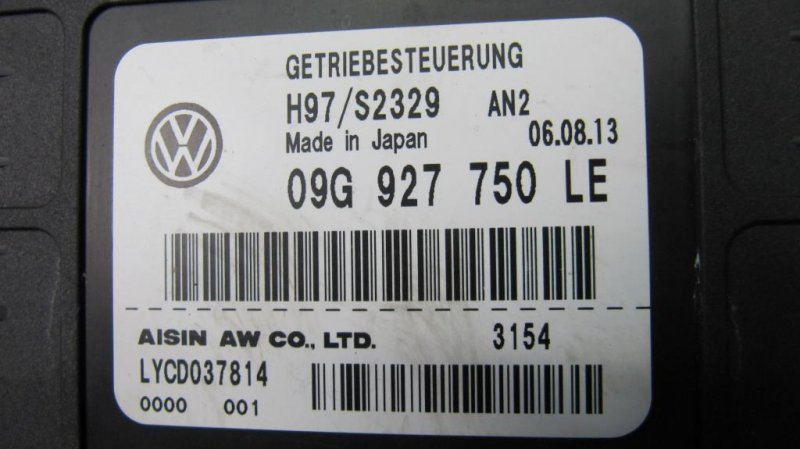 GETRIEBESTEUERUNG
H97/S2329 AN2
Made in Japan 06.08.13
09G 927 750 LE
AISIN AW CO., LTD. 3154
LYCD037814
0000 001